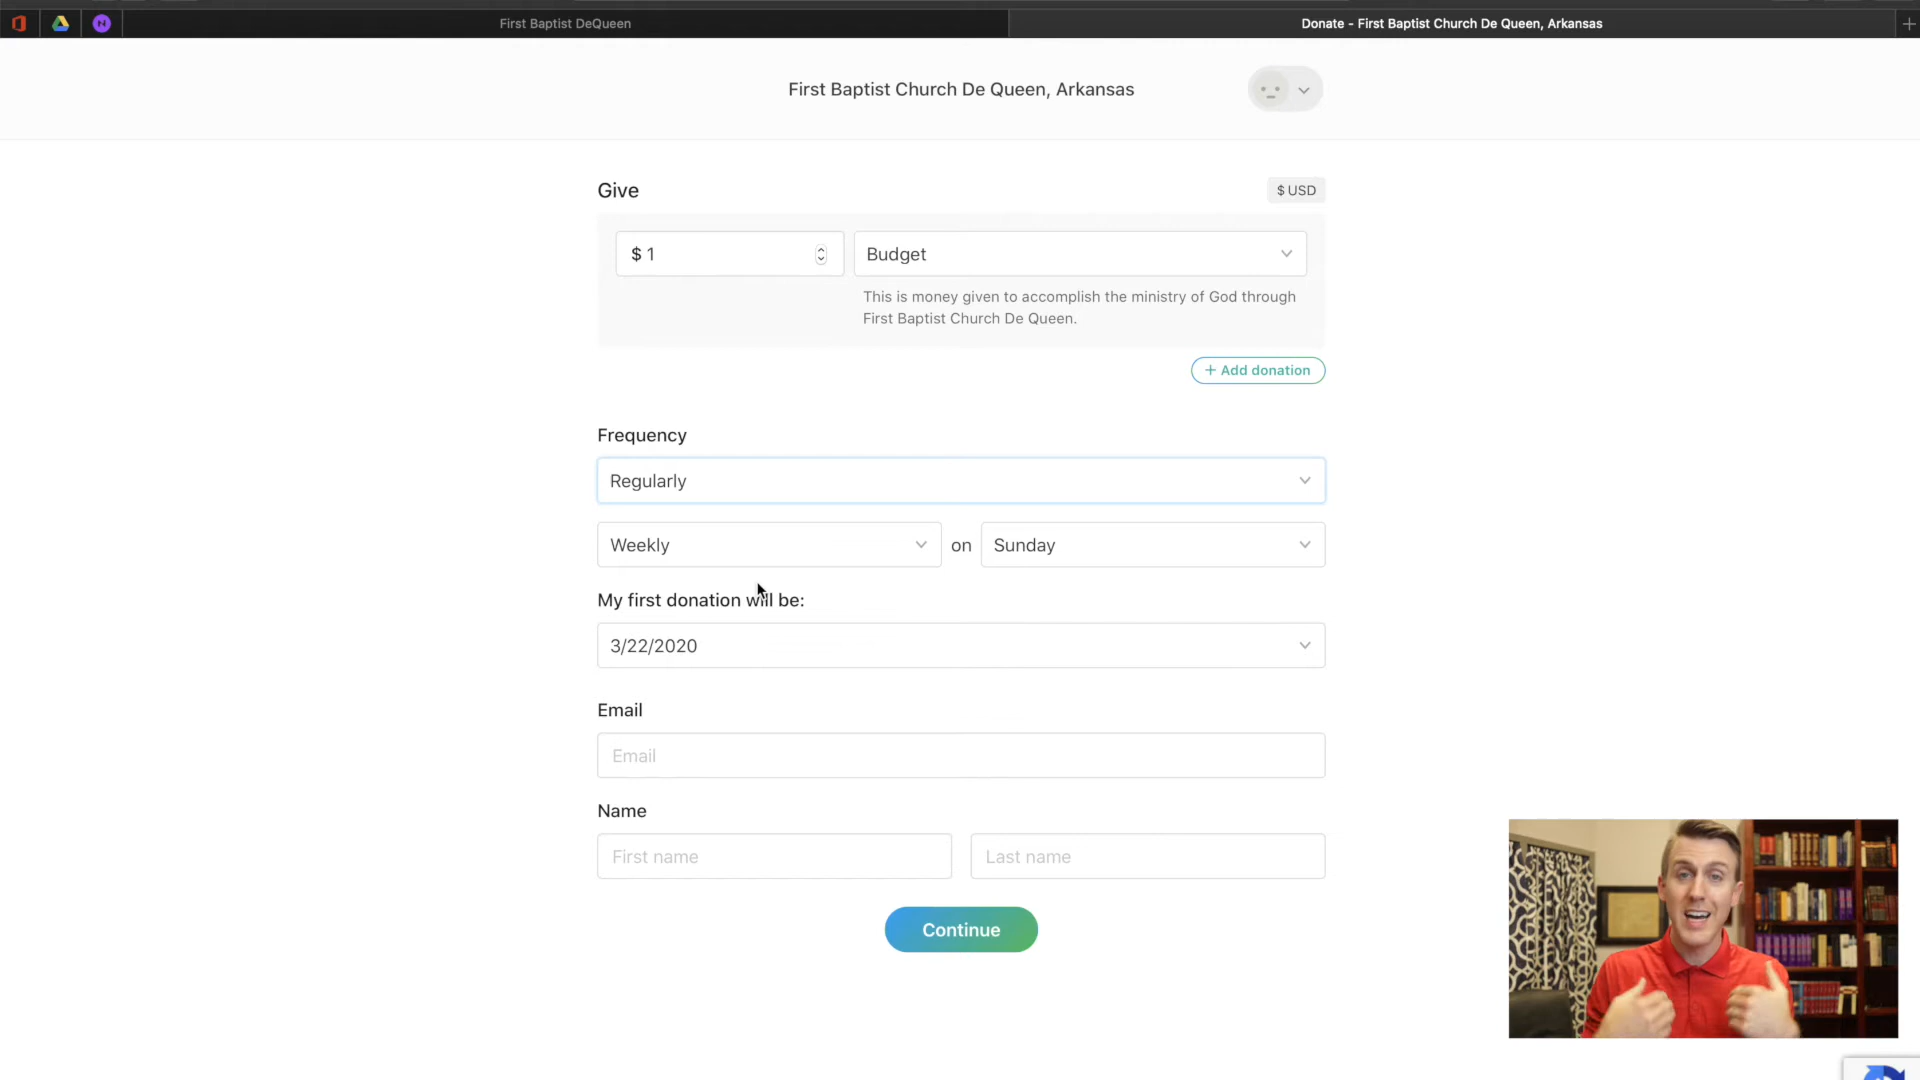 First Baptist DeQueen
Donate - First Baptist Church De Queen, Arkansas
First Baptist Church De Queen, Arkansas
Give
$ USD
$ 1
Budget
This is money given to accomplish the ministry of God through
First Baptist Church De Queen.
+ Add donation
Frequency
Regularly
Weekly on Sunday
My first donation will be:
3/22/2020
Email
Email
Name
First name
Last name
Continue